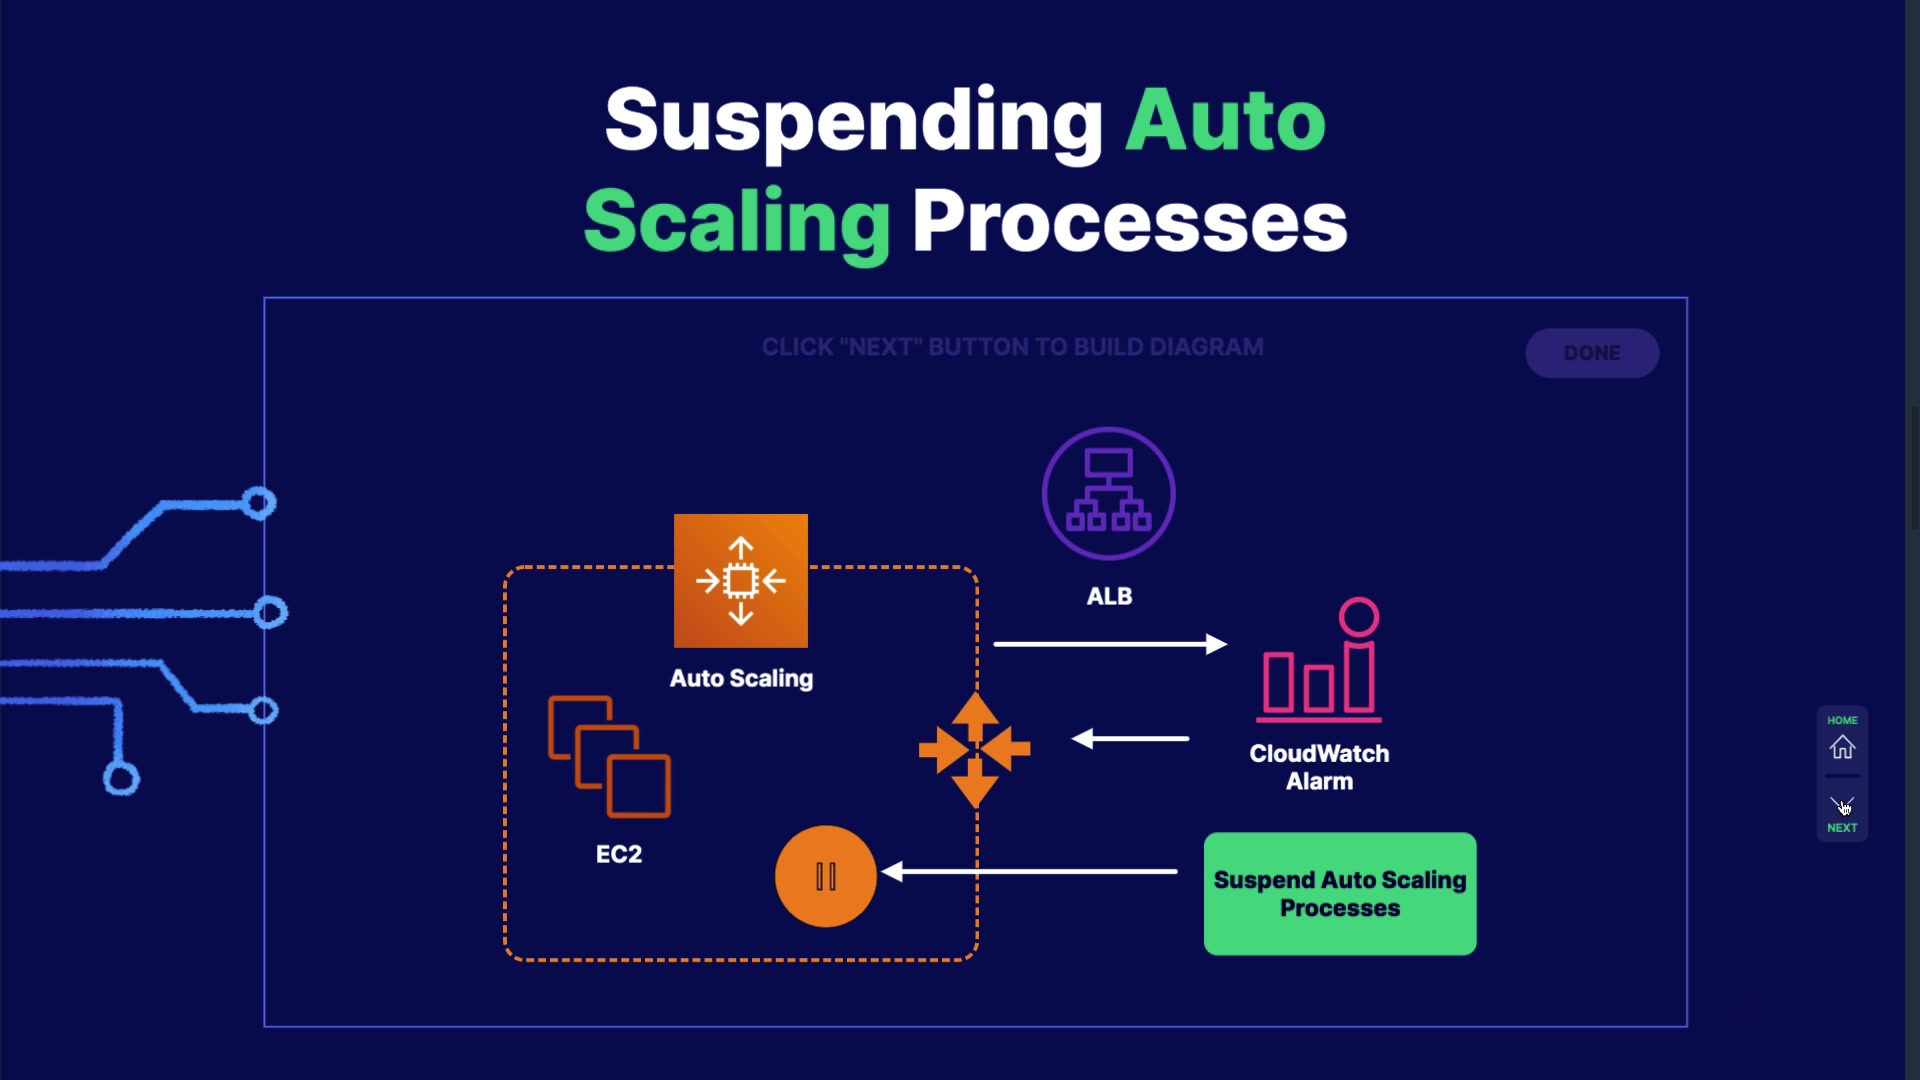 Suspending Auto
Scaling Processes
CLICK "NEXT" BUTTON TO BUILD DIAGRAM
DONE
ALB
Auto Scaling
CloudWatch
Alarm
EC2
Suspend Auto Scaling
Processes
HOME
NEXT